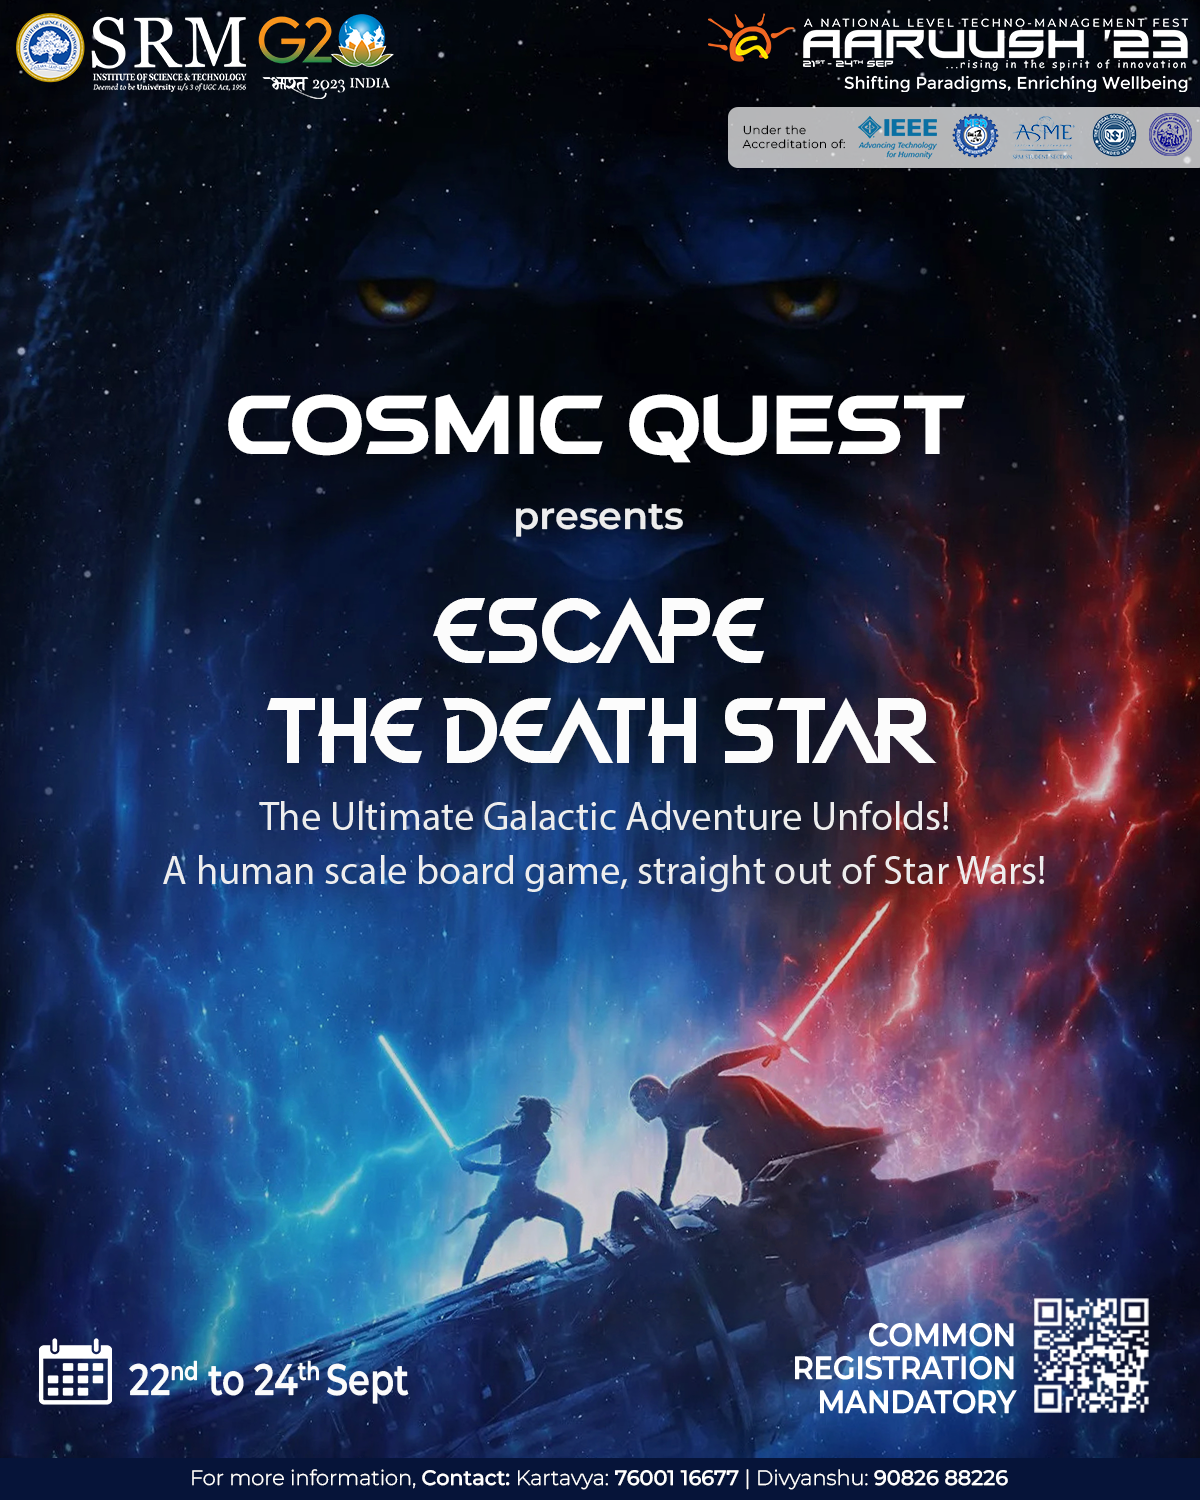 SRM
INSTITUTE OF SCIENCE & TECHNOLOGY
Deemed to be University u/s 3 of UGC Act, 1956
G20
भारत 2023 INDIA
A NATIONAL LEVEL TECHNO-MANAGEMENT FEST
AARUUSH '23
21ST - 24TH SEP ...rising in the spirit of innovation
Shifting Paradigms, Enriching Wellbeing
Under the
Accreditation of:
IEEE
Advancing Technology
for Humanity
ASME
COSMIC QUEST
presents
ESCAPE
THE DEATH STAR
The Ultimate Galactic Adventure Unfolds!
A human scale board game, straight out of Star Wars!
22nd to 24th Sept
COMMON
REGISTRATION
MANDATORY
For more information, Contact: Kartavya: 76001 16677 | Divyanshu: 90826 88226